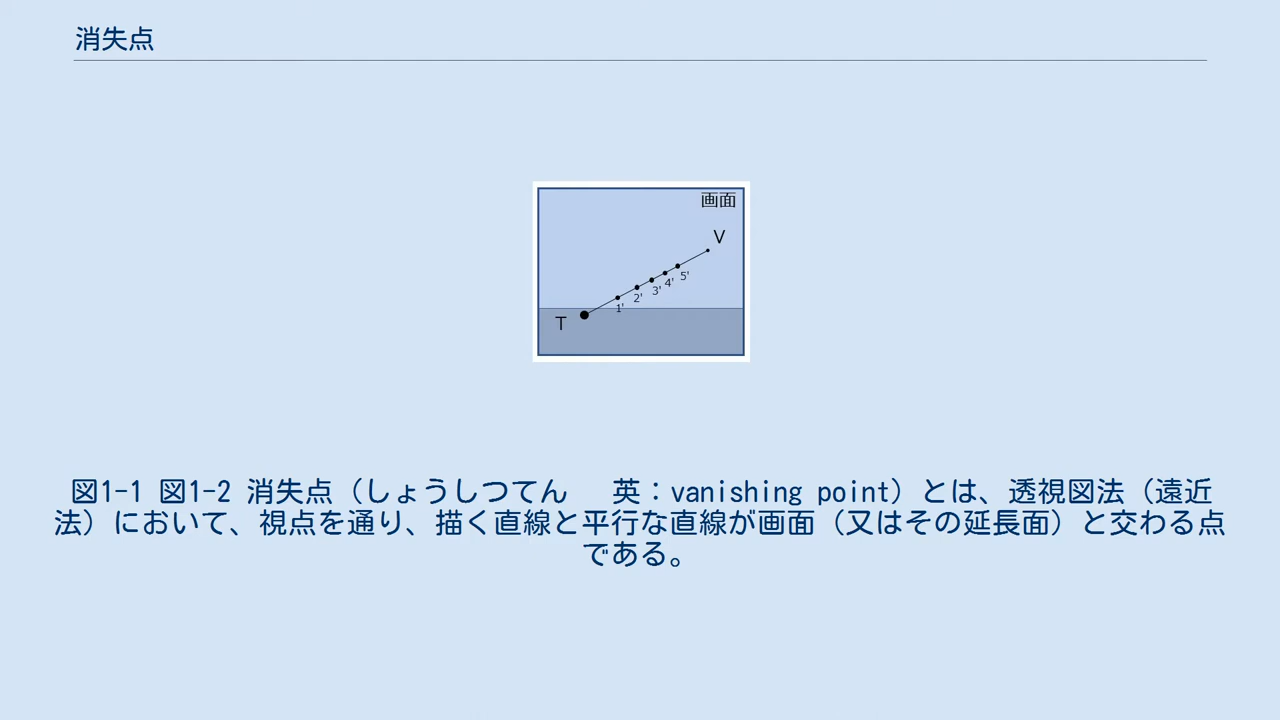 消失点
画面
V
5'
4'
3'
2'
1'
T
図1-1 図1-2 消失点（しょうしつてん　 英：vanishing point）とは、透視図法（遠近
法）において、視点を通り、描く直線と平行な直線が画面（又はその延長面）と交わる点
である。